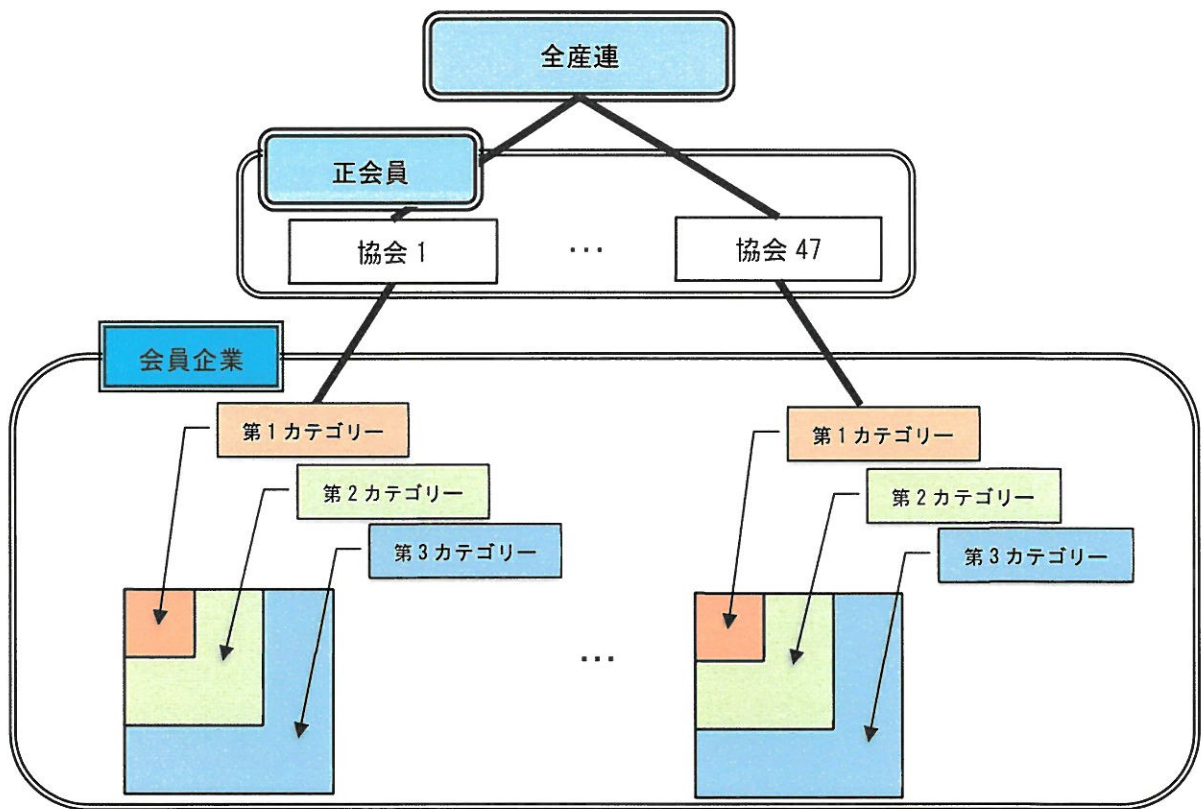 全産連
正会員
協会 1
…
協会 47
会員企業
第1カテゴリー
第2カテゴリー
第3カテゴリー
第1カテゴリー
第2カテゴリー
第3カテゴリー
…